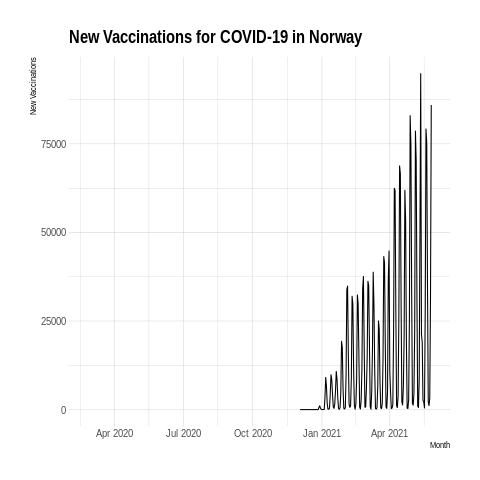 New Vaccinations for COVID-19 in Norway
New Vaccinations
75000
50000
25000
0
Apr 2020
Jul 2020
Oct 2020
Jan 2021
Apr 2021
Month